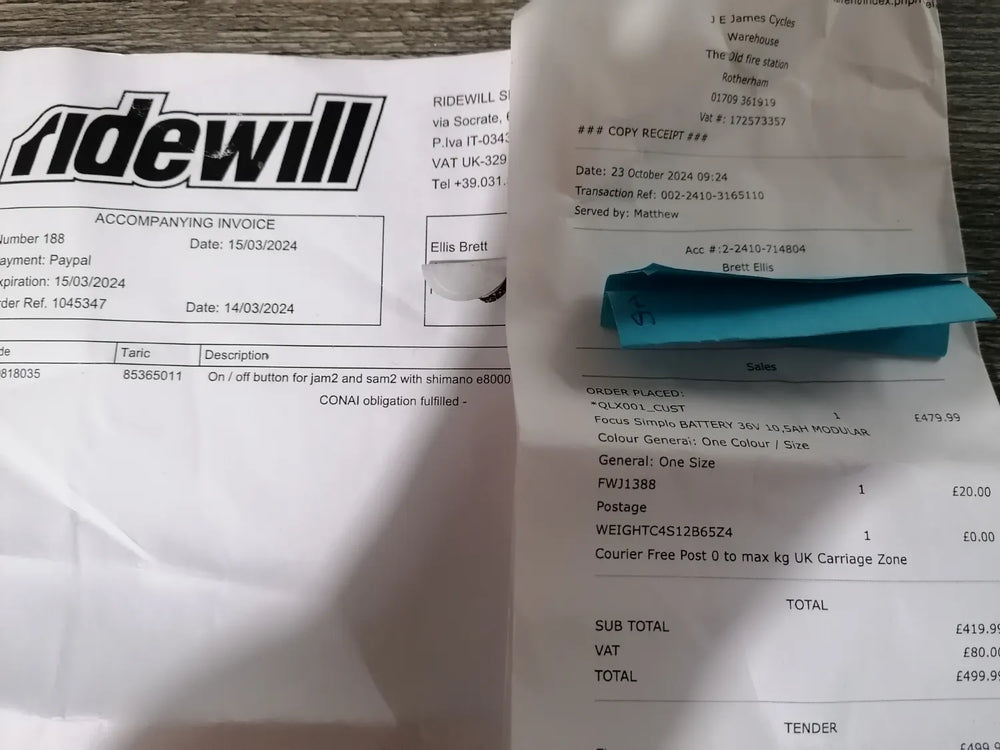 ridewill
RIDEWILL
via Socrate,
P.Iva IT-034
VAT UK-329
Tel +39.031.
ACCOMPANYING INVOICE
Number 188
Date: 15/03/2024
ayment: Paypal
xpiration: 15/03/2024
der Ref. 1045347
Date: 14/03/2024
Ellis Brett
de
Taric
Description
818035
85365011
On / off button for jam2 and sam2 with shimano e8000
CONAI obligation fulfilled -
J E James Cycles
Warehouse
The Old fire station
Rotherham
01709 361919
Vat #: 172573357
### COPY RECEIPT ###
Date: 23 October 2024 09:24
Transaction Ref: 002-2410-3165110
Served by: Matthew
Acc #:2-2410-714804
Brett Ellis
Sales
ORDER PLACED:
*QLX001_CUST 1 £479.99
Focus Simplo BATTERY 36V 10,5AH MODULAR
Colour General: One Colour / Size
General: One Size
FWJ1388 1 £20.00
Postage
WEIGHTC4S12B65Z4 1 £0.00
Courier Free Post 0 to max kg UK Carriage Zone
TOTAL
SUB TOTAL £419.99
VAT £80.00
TOTAL £499.99
TENDER
£499.9